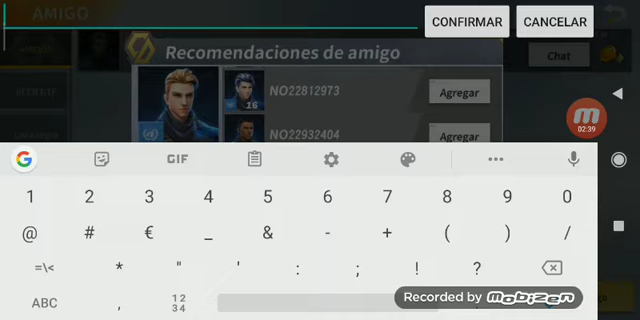 AMIGO
CONFIRMAR
CANCELAR
Recomendaciones de amigo
Chat
16
NO22812973
Agregar
NO22932404
Agregar
02:39
G
GIF
1 2 3 4 5 6 7 8 9 0
@ # € _ & - + ( ) /
=\< * " ' : ; ! ?
ABC , 12
34
Recorded by Mobizen